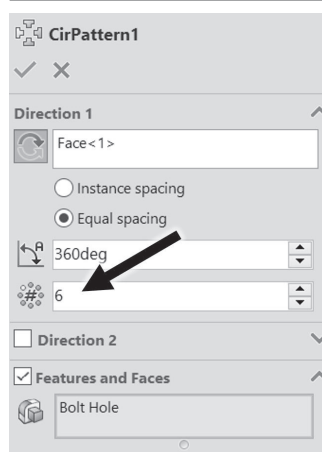 CirPattern1
Direction 1
Face<1>
Instance spacing
Equal spacing
A
360deg
#
6
Direction 2
Features and Faces
Bolt Hole